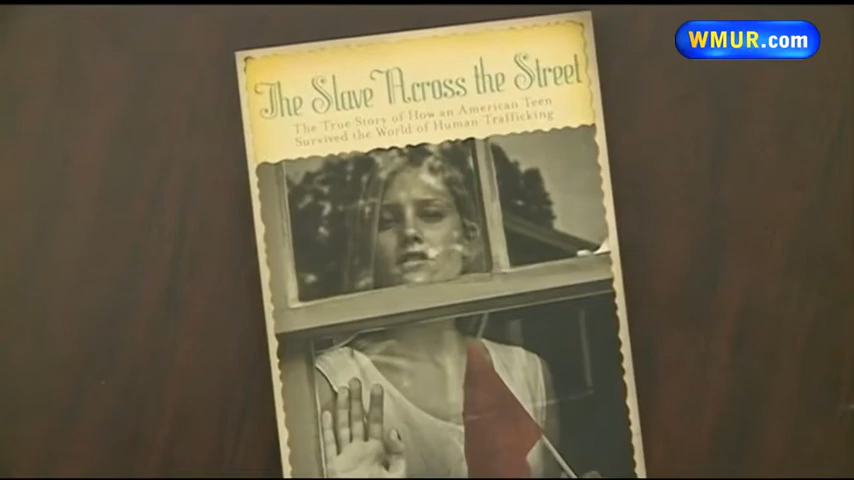 WMUR.com
The Slave Across the Street
The True Story of How an American Teen
Survived the World of Human Trafficking